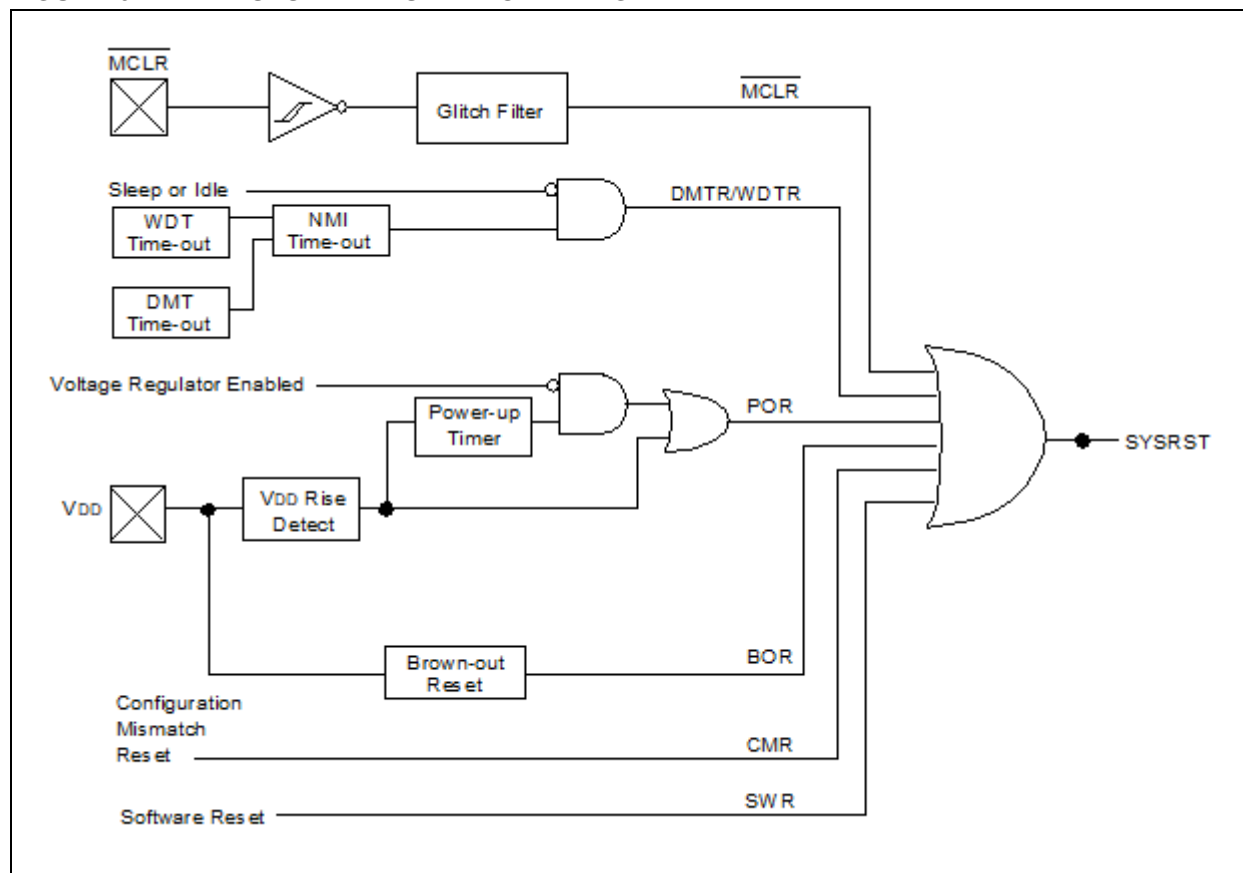 MCLR
Glitch Filter
MCLR
Sleep or Idle
WDT
Time-out
NMI
Time-out
DMTR/WDTR
DMT
Time-out
Voltage Regulator Enabled
Power-up
Timer
POR
SYSRST
VDD
VDD Rise
Detect
Brown-out
Reset
BOR
Configuration
Mismatch
Reset
CMR
Software Reset
SWR